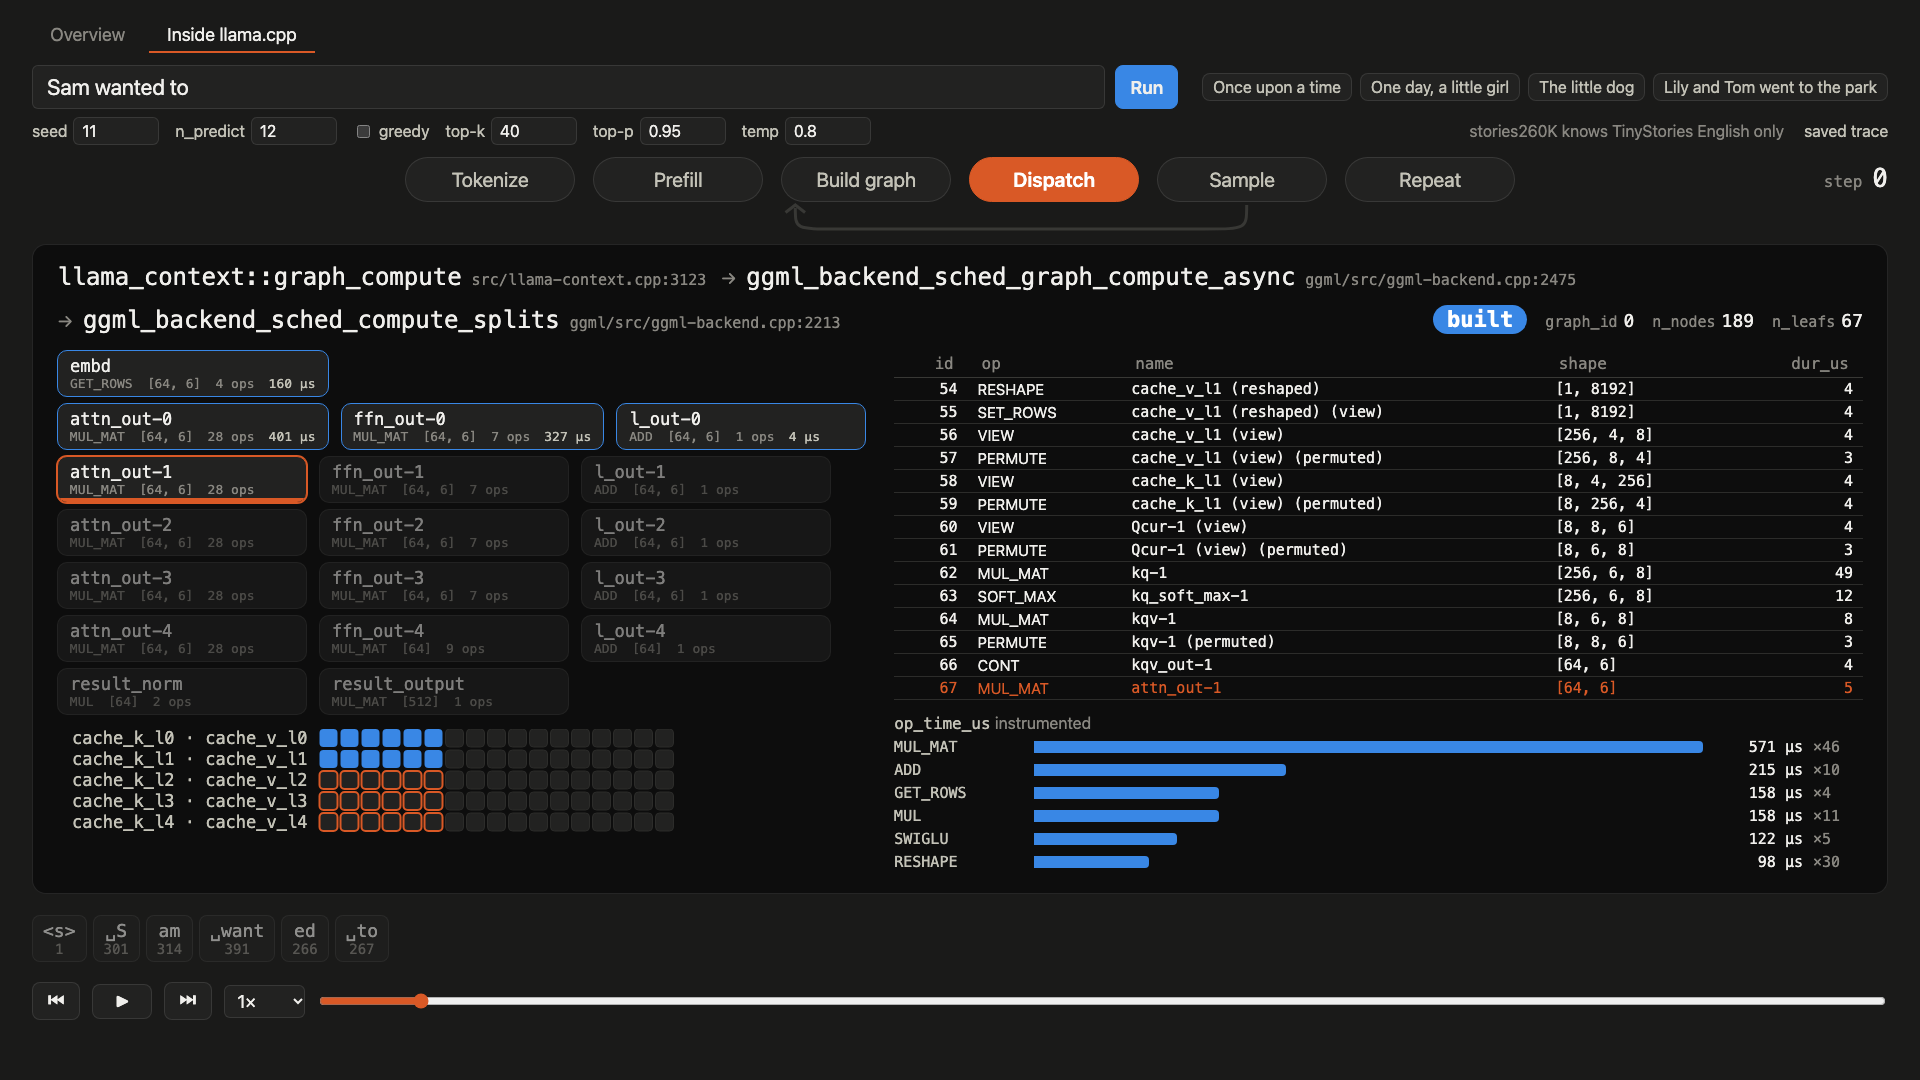 Overview Inside llama.cpp
Sam wanted to Run Once upon a time One day, a little girl The little dog Lily and Tom went to the park
seed 11 n_predict 12 greedy top-k 40 top-p 0.95 temp 0.8 stories260K knows TinyStories English only saved trace
Tokenize Prefill Build graph Dispatch Sample Repeat step 0
llama_context::graph_compute src/llama-context.cpp:3123 → ggml_backend_sched_graph_compute_async ggml/src/ggml-backend.cpp:2475
→ ggml_backend_sched_compute_splits ggml/src/ggml-backend.cpp:2213 built graph_id 0 n_nodes 189 n_leafs 67
embd
GET_ROWS [64, 6] 4 ops 160 µs
attn_out-0 ffn_out-0 l_out-0
MUL_MAT [64, 6] 28 ops 401 µs MUL_MAT [64, 6] 7 ops 327 µs ADD [64, 6] 1 ops 4 µs
attn_out-1 ffn_out-1 l_out-1
MUL_MAT [64, 6] 28 ops MUL_MAT [64, 6] 7 ops ADD [64, 6] 1 ops
attn_out-2 ffn_out-2 l_out-2
MUL_MAT [64, 6] 28 ops MUL_MAT [64, 6] 7 ops ADD [64, 6] 1 ops
attn_out-3 ffn_out-3 l_out-3
MUL_MAT [64, 6] 28 ops MUL_MAT [64, 6] 7 ops ADD [64, 6] 1 ops
attn_out-4 ffn_out-4 l_out-4
MUL_MAT [64, 6] 28 ops MUL_MAT [64] 9 ops ADD [64] 1 ops
result_norm result_output
MUL [64] 2 ops MUL_MAT [512] 1 ops
cache_k_l0 · cache_v_l0
cache_k_l1 · cache_v_l1
cache_k_l2 · cache_v_l2
cache_k_l3 · cache_v_l3
cache_k_l4 · cache_v_l4
id op name shape dur_us
54 RESHAPE cache_v_l1 (reshaped) [1, 8192] 4
55 SET_ROWS cache_v_l1 (reshaped) (view) [1, 8192] 4
56 VIEW cache_v_l1 (view) [256, 4, 8] 4
57 PERMUTE cache_v_l1 (view) (permuted) [256, 8, 4] 3
58 VIEW cache_k_l1 (view) [8, 4, 256] 4
59 PERMUTE cache_k_l1 (view) (permuted) [8, 256, 4] 4
60 VIEW Qcur-1 (view) [8, 8, 6] 4
61 PERMUTE Qcur-1 (view) (permuted) [8, 6, 8] 3
62 MUL_MAT kq-1 [256, 6, 8] 49
63 SOFT_MAX kq_soft_max-1 [256, 6, 8] 12
64 MUL_MAT kqv-1 [8, 6, 8] 8
65 PERMUTE kqv-1 (permuted) [8, 8, 6] 3
66 CONT kqv_out-1 [64, 6] 4
67 MUL_MAT attn_out-1 [64, 6] 5
op_time_us instrumented
MUL_MAT 571 µs ×46
ADD 215 µs ×10
GET_ROWS 158 µs ×4
MUL 158 µs ×11
SWIGLU 122 µs ×5
RESHAPE 98 µs ×30
<s> ␣S am ␣want ed ␣to
1 301 314 391 266 267
1x